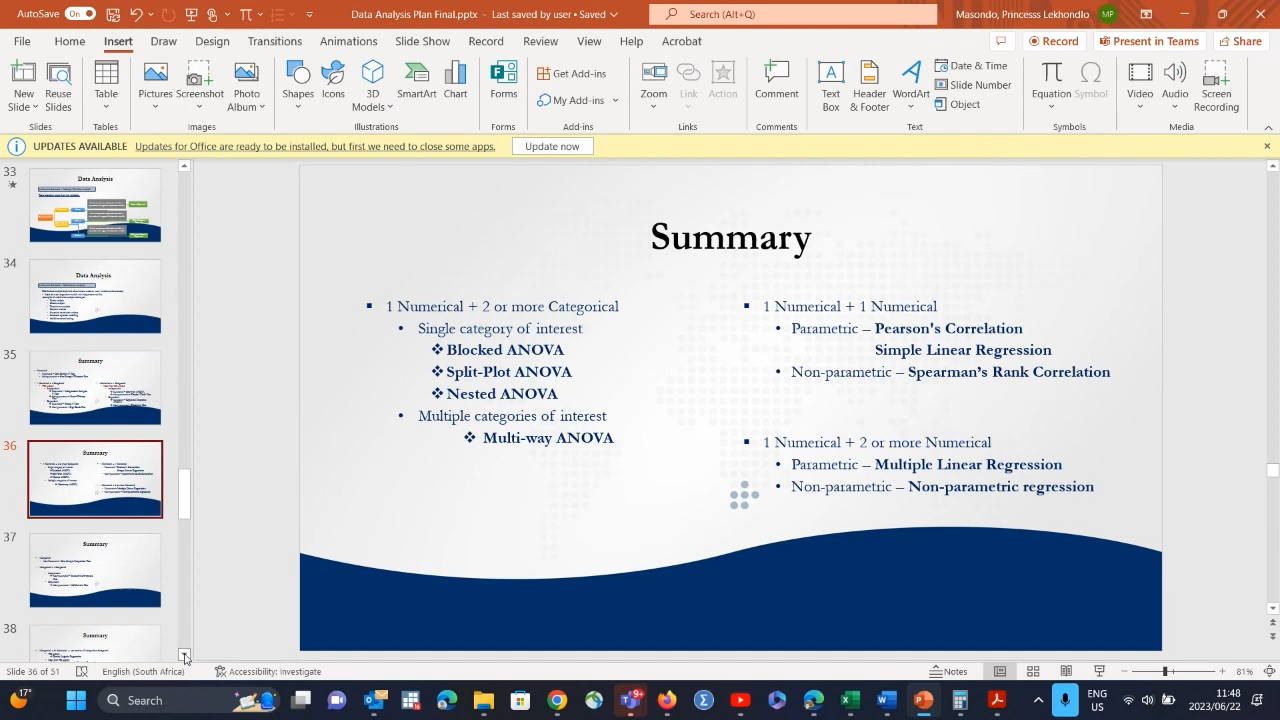 AutoSave
Data Analysis Plan Final.pptx - Last saved by user • Saved
Search (Alt+Q)
Masondo, Princess Lekhondlo
MP
File Home Insert Draw Design Transitions Animations Slide Show Record Review View Help Acrobat
Record Present in Teams Share
New Slide
Reuse Slides
Table
Pictures
Screenshot
Photo Album
Shapes
Icons
3D Models
SmartArt
Chart
Forms
Get Add-ins
My Add-ins
Zoom
Link
Action
Comment
Text Box
Header & Footer
WordArt
Date & Time
Slide Number
Object
Equation
Symbol
Video
Audio
Screen Recording
Slides Tables Images Illustrations Forms Add-ins Links Comments Text Symbols Media
UPDATES AVAILABLE Updates for Office are ready to be installed, but first we need to close some apps. Update now
33
Data Analysis
34
Data Analysis
35
Summary
36
Summary
37
Summary
38
Summary
Summary
1 Numerical + 2 or more Categorical
Single category of interest
Blocked ANOVA
Split-Plot ANOVA
Nested ANOVA
Multiple categories of interest
Multi-way ANOVA
1 Numerical + 1 Numerical
Parametric – Pearson's Correlation
Simple Linear Regression
Non-parametric – Spearman’s Rank Correlation
1 Numerical + 2 or more Numerical
Parametric – Multiple Linear Regression
Non-parametric – Non-parametric regression
Slide 36 of 51 English (South Africa) Accessibility: Investigate
Notes
81%
17°
Search
9+
ENG
US
11:48
2023/06/22